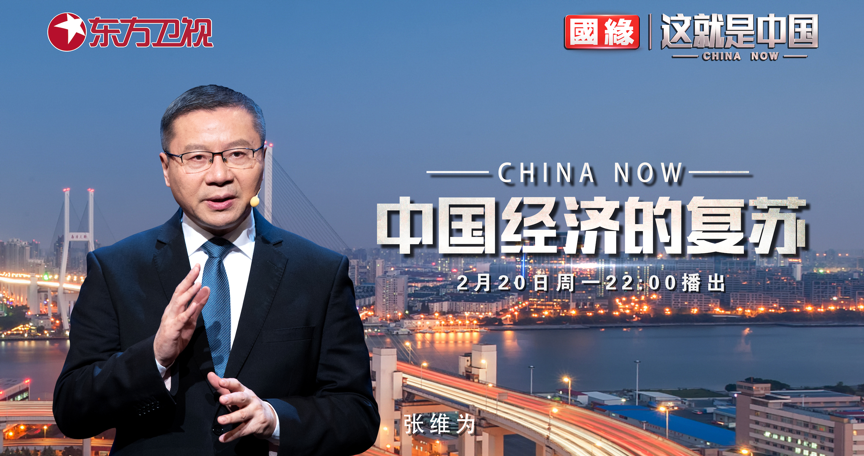 东方卫视
國緣 这就是中国
CHINA NOW
CHINA NOW
中国经济的复苏
2月20日周一22:00播出
张维为